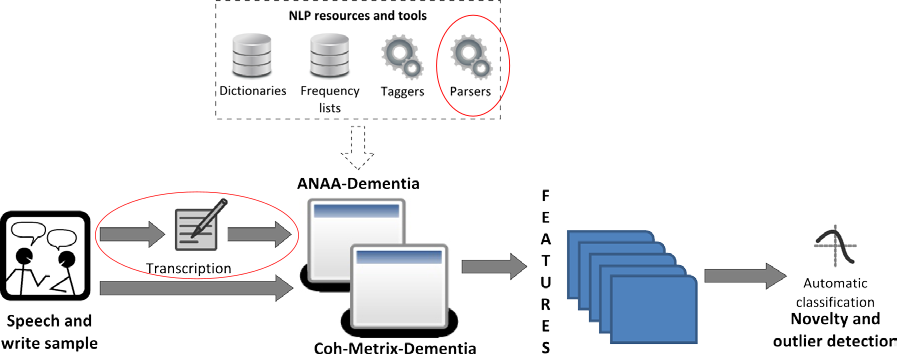 NLP resources and tools
Dictionaries
Frequency
lists
Taggers
Parsers
ANAA-Dementia
Transcription
Speech and
write sample
Coh-Metrix-Dementia
FEATURES
Automatic
classification
Novelty and
outlier detection